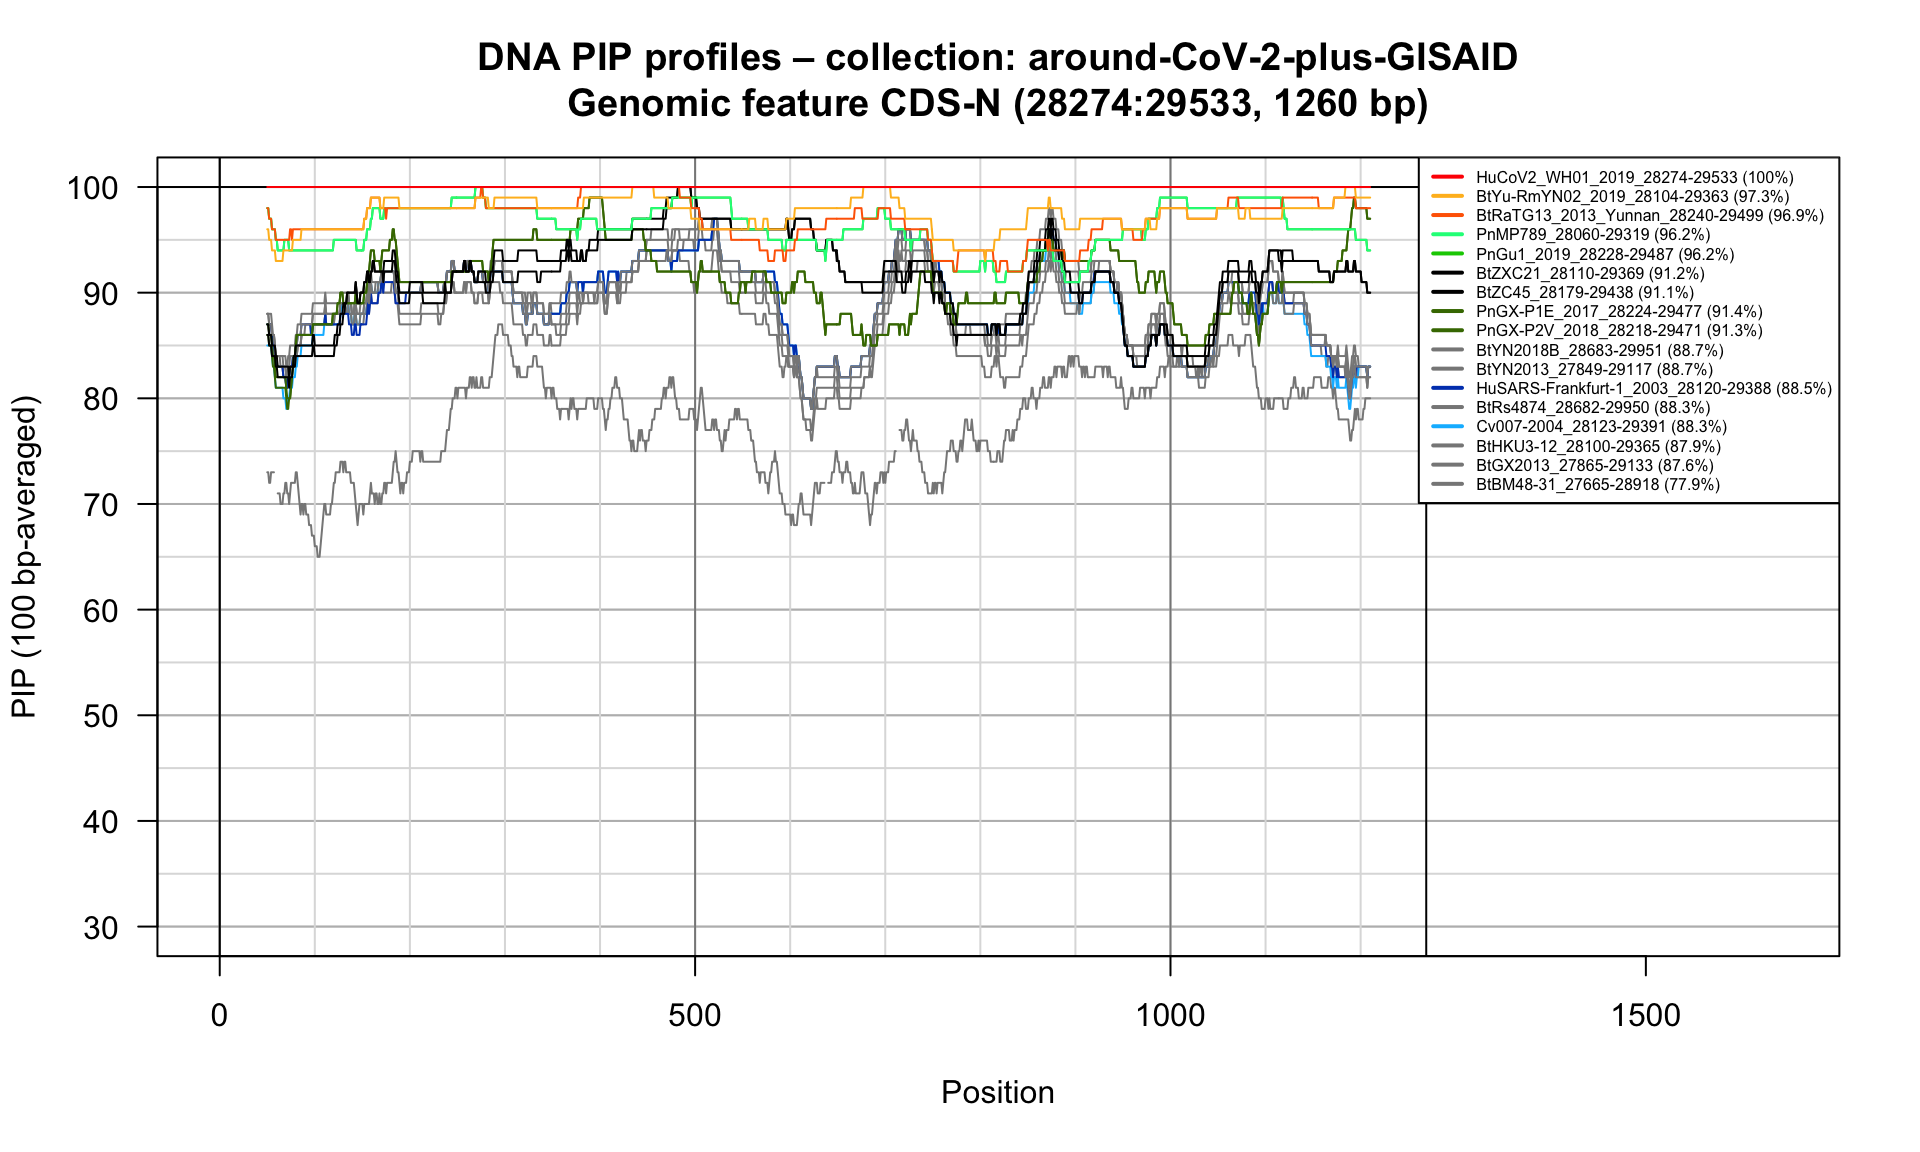 DNA PIP profiles – collection: around-CoV-2-plus-GISAID
Genomic feature CDS-N (28274:29533, 1260 bp)
HuCoV2_WH01_2019_28274-29533 (100%)
BtYu-RmYN02_2019_28104-29363 (97.3%)
BtRaTG13_2013_Yunnan_28240-29499 (96.9%)
PnMP789_28060-29319 (96.2%)
PnGu1_2019_28228-29487 (96.2%)
BtZXC21_28110-29369 (91.2%)
BtZC45_28179-29438 (91.1%)
PnGX-P1E_2017_28224-29477 (91.4%)
PnGX-P2V_2018_28218-29471 (91.3%)
BtYN2018B_28683-29951 (88.7%)
BtYN2013_27849-29117 (88.7%)
HuSARS-Frankfurt-1_2003_28120-29388 (88.5%)
BtRs4874_28682-29950 (88.3%)
Cv007-2004_28123-29391 (88.3%)
BtHKU3-12_28100-29365 (87.9%)
BtGX2013_27865-29133 (87.6%)
BtBM48-31_27665-28918 (77.9%)
PIP (100 bp-averaged)
100
90
80
70
60
50
40
30
0
500
1000
1500
Position